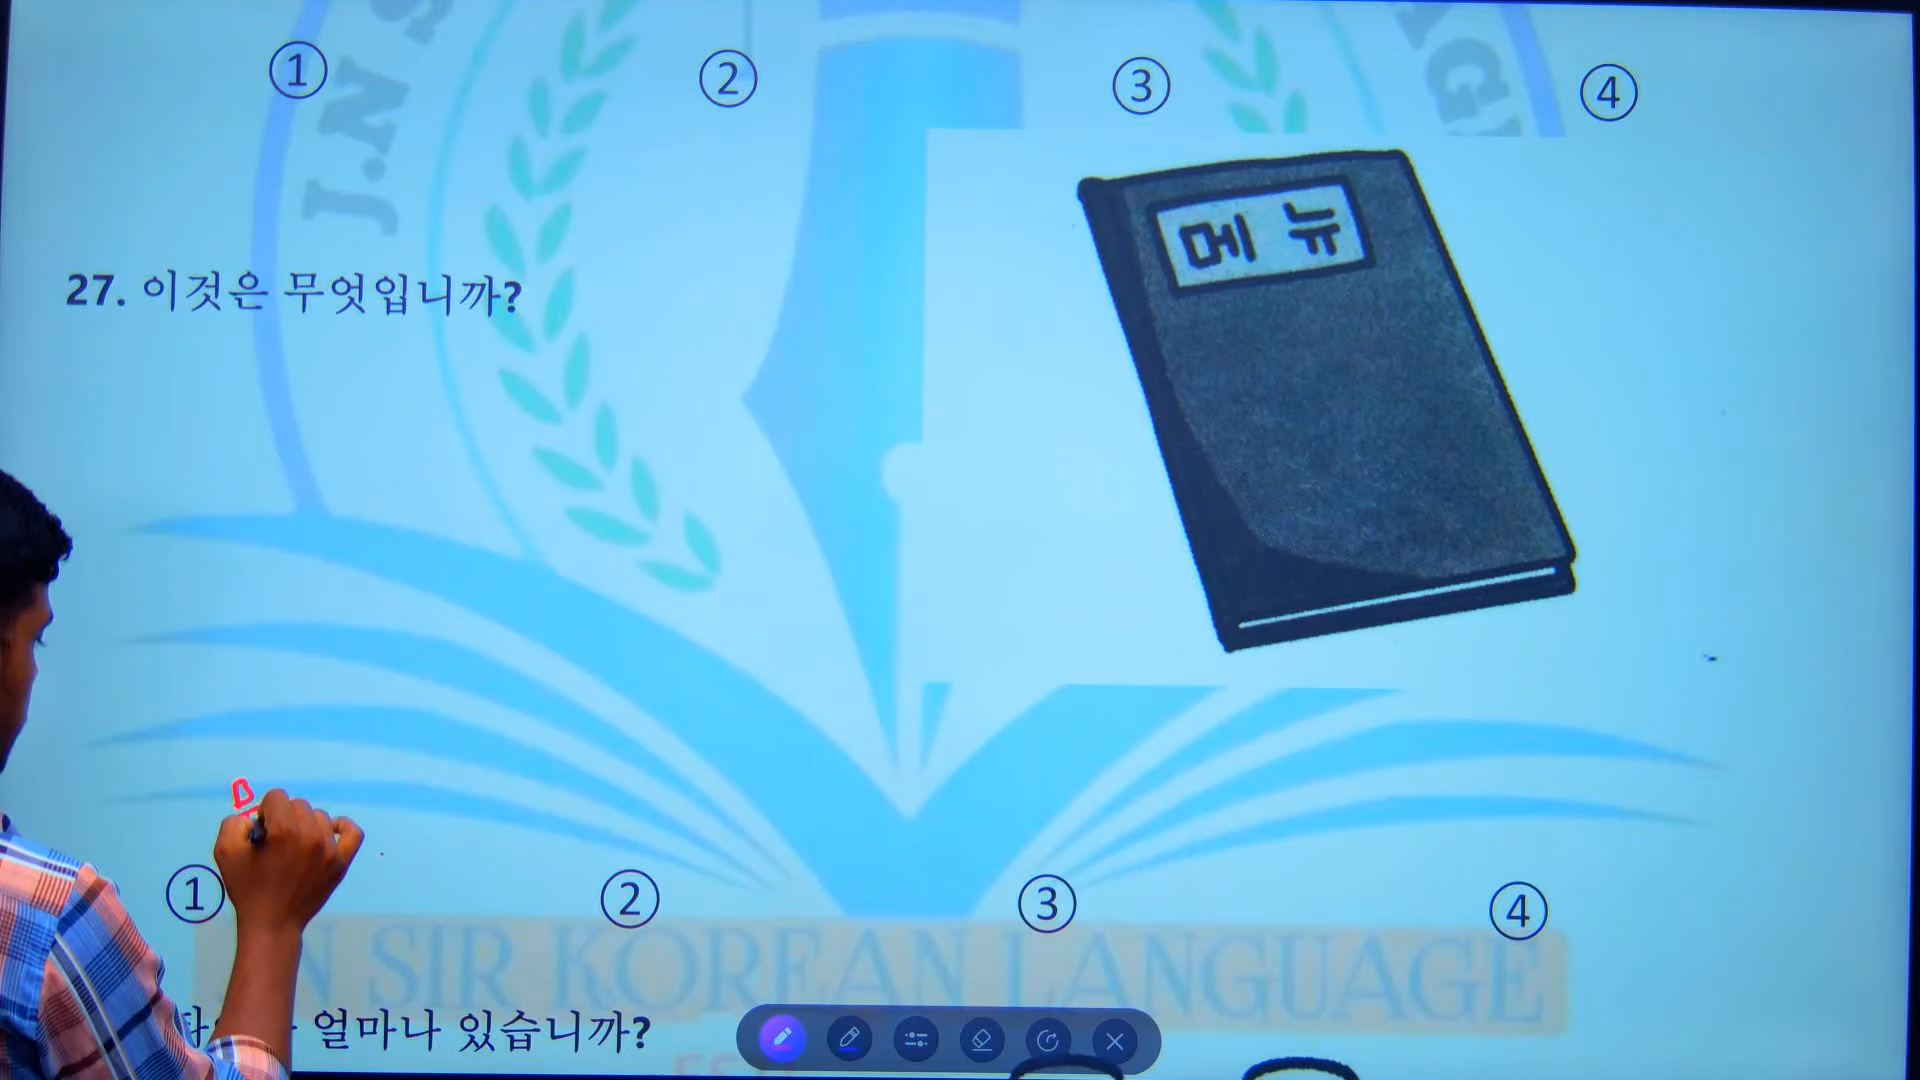 J.N S
AGU
① ② ③ ④
메뉴
27. 이것은 무엇입니까?
① ② ③ ④
N SIR KOREAN LANGUAGE
얼마나 있습니까?